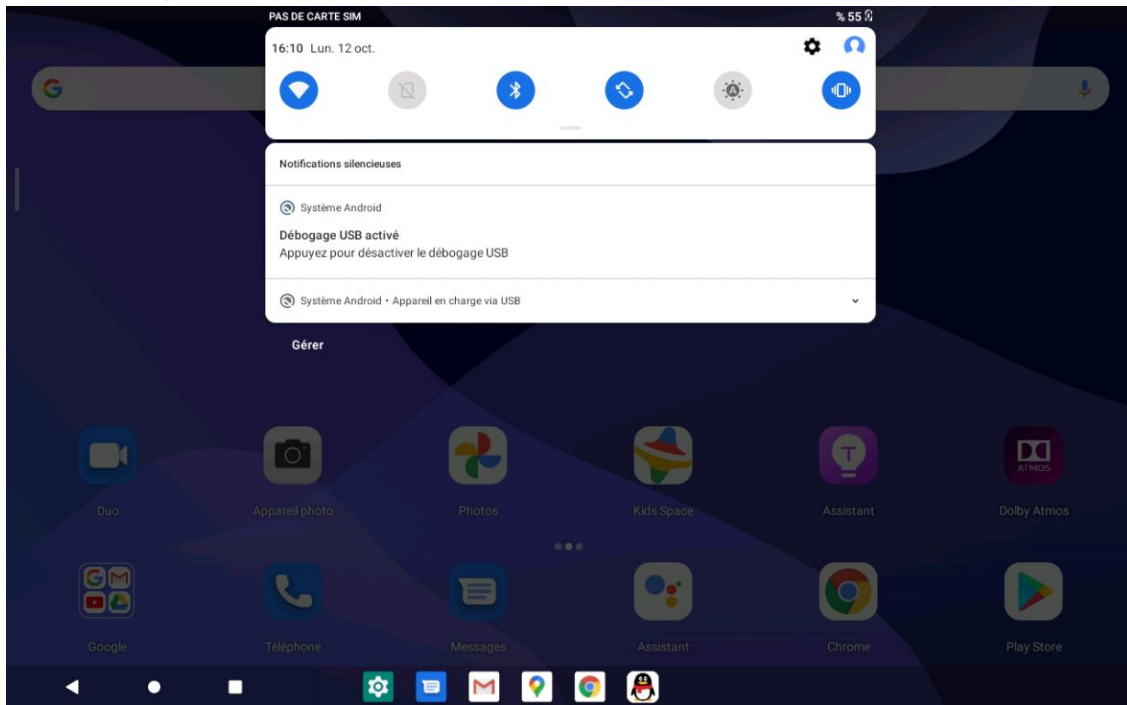 PAS DE CARTE SIM % 55
16:10 Lun. 12 oct.
Notifications silencieuses
Système Android
Débogage USB activé
Appuyez pour désactiver le débogage USB
Système Android • Appareil en charge via USB
Gérer
T
ATMOS
Duo Appareil photo Photos Kids Space Assistant Dolby Atmos
Google Téléphone Messages Assistant Chrome Play Store